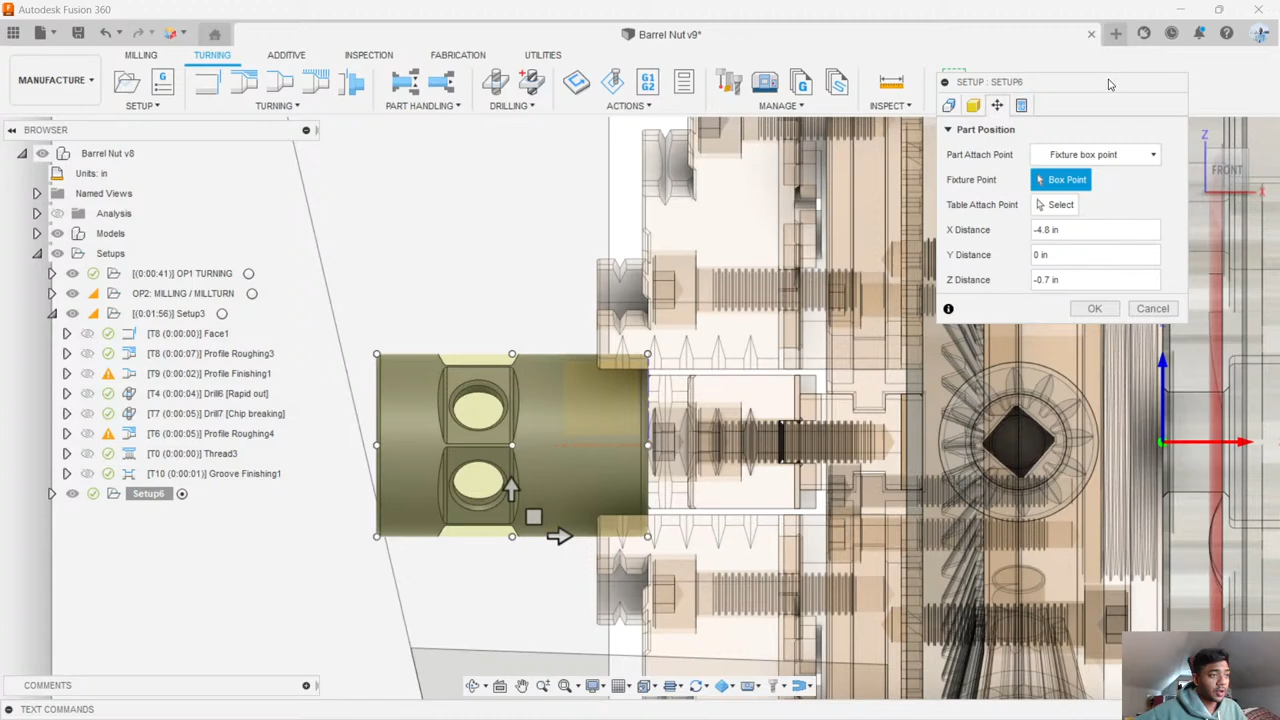 Autodesk Fusion 360
Barrel Nut v9*
MILLING TURNING ADDITIVE INSPECTION FABRICATION UTILITIES
MANUFACTURE
G
G1
G2
G
SETUP TURNING PART HANDLING DRILLING ACTIONS MANAGE INSPECT
BROWSER
Barrel Nut v8
Units: in
Named Views
Analysis
Models
Setups
[(0:00:41)] OP1 TURNING
OP2: MILLING / MILLTURN
[(0:01:56)] Setup3
[T8 (0:00:00)] Face1
[T8 (0:00:07)] Profile Roughing3
[T9 (0:00:02)] Profile Finishing1
[T4 (0:00:04)] Drill6 [Rapid out]
[T7 (0:00:05)] Drill7 [Chip breaking]
[T6 (0:00:05)] Profile Roughing4
[T0 (0:00:00)] Thread3
[T10 (0:00:01)] Groove Finishing1
Setup6
SETUP : SETUP6
Part Position
Part Attach Point Fixture box point
Fixture Point Box Point
Table Attach Point Select
X Distance -4.8 in
Y Distance 0 in
Z Distance -0.7 in
OK Cancel
Z
FRONT
X
COMMENTS
TEXT COMMANDS